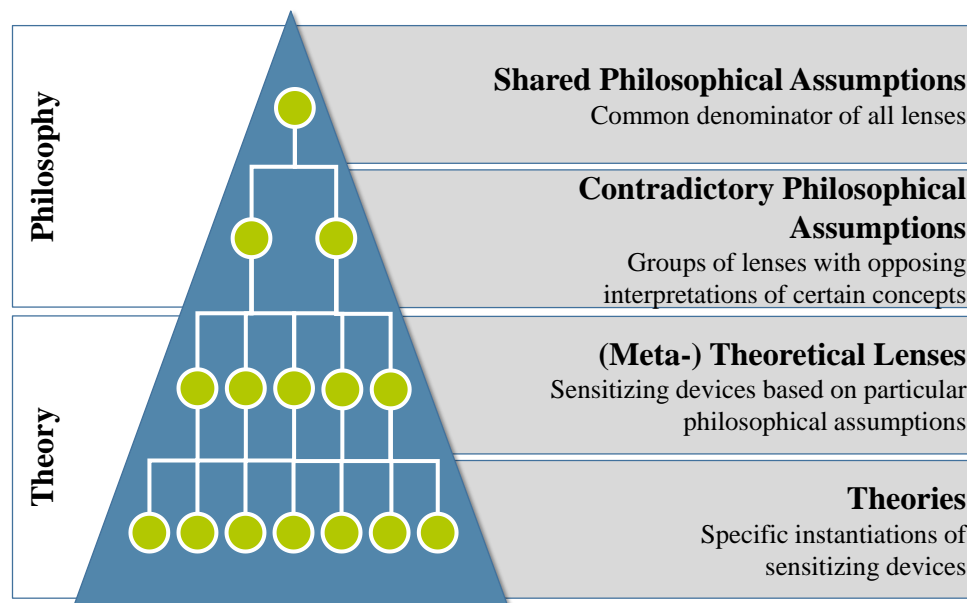 Philosophy
Shared Philosophical Assumptions
Common denominator of all lenses
Contradictory Philosophical
Assumptions
Groups of lenses with opposing
interpretations of certain concepts
Theory
(Meta-) Theoretical Lenses
Sensitizing devices based on particular
philosophical assumptions
Theories
Specific instantiations of
sensitizing devices